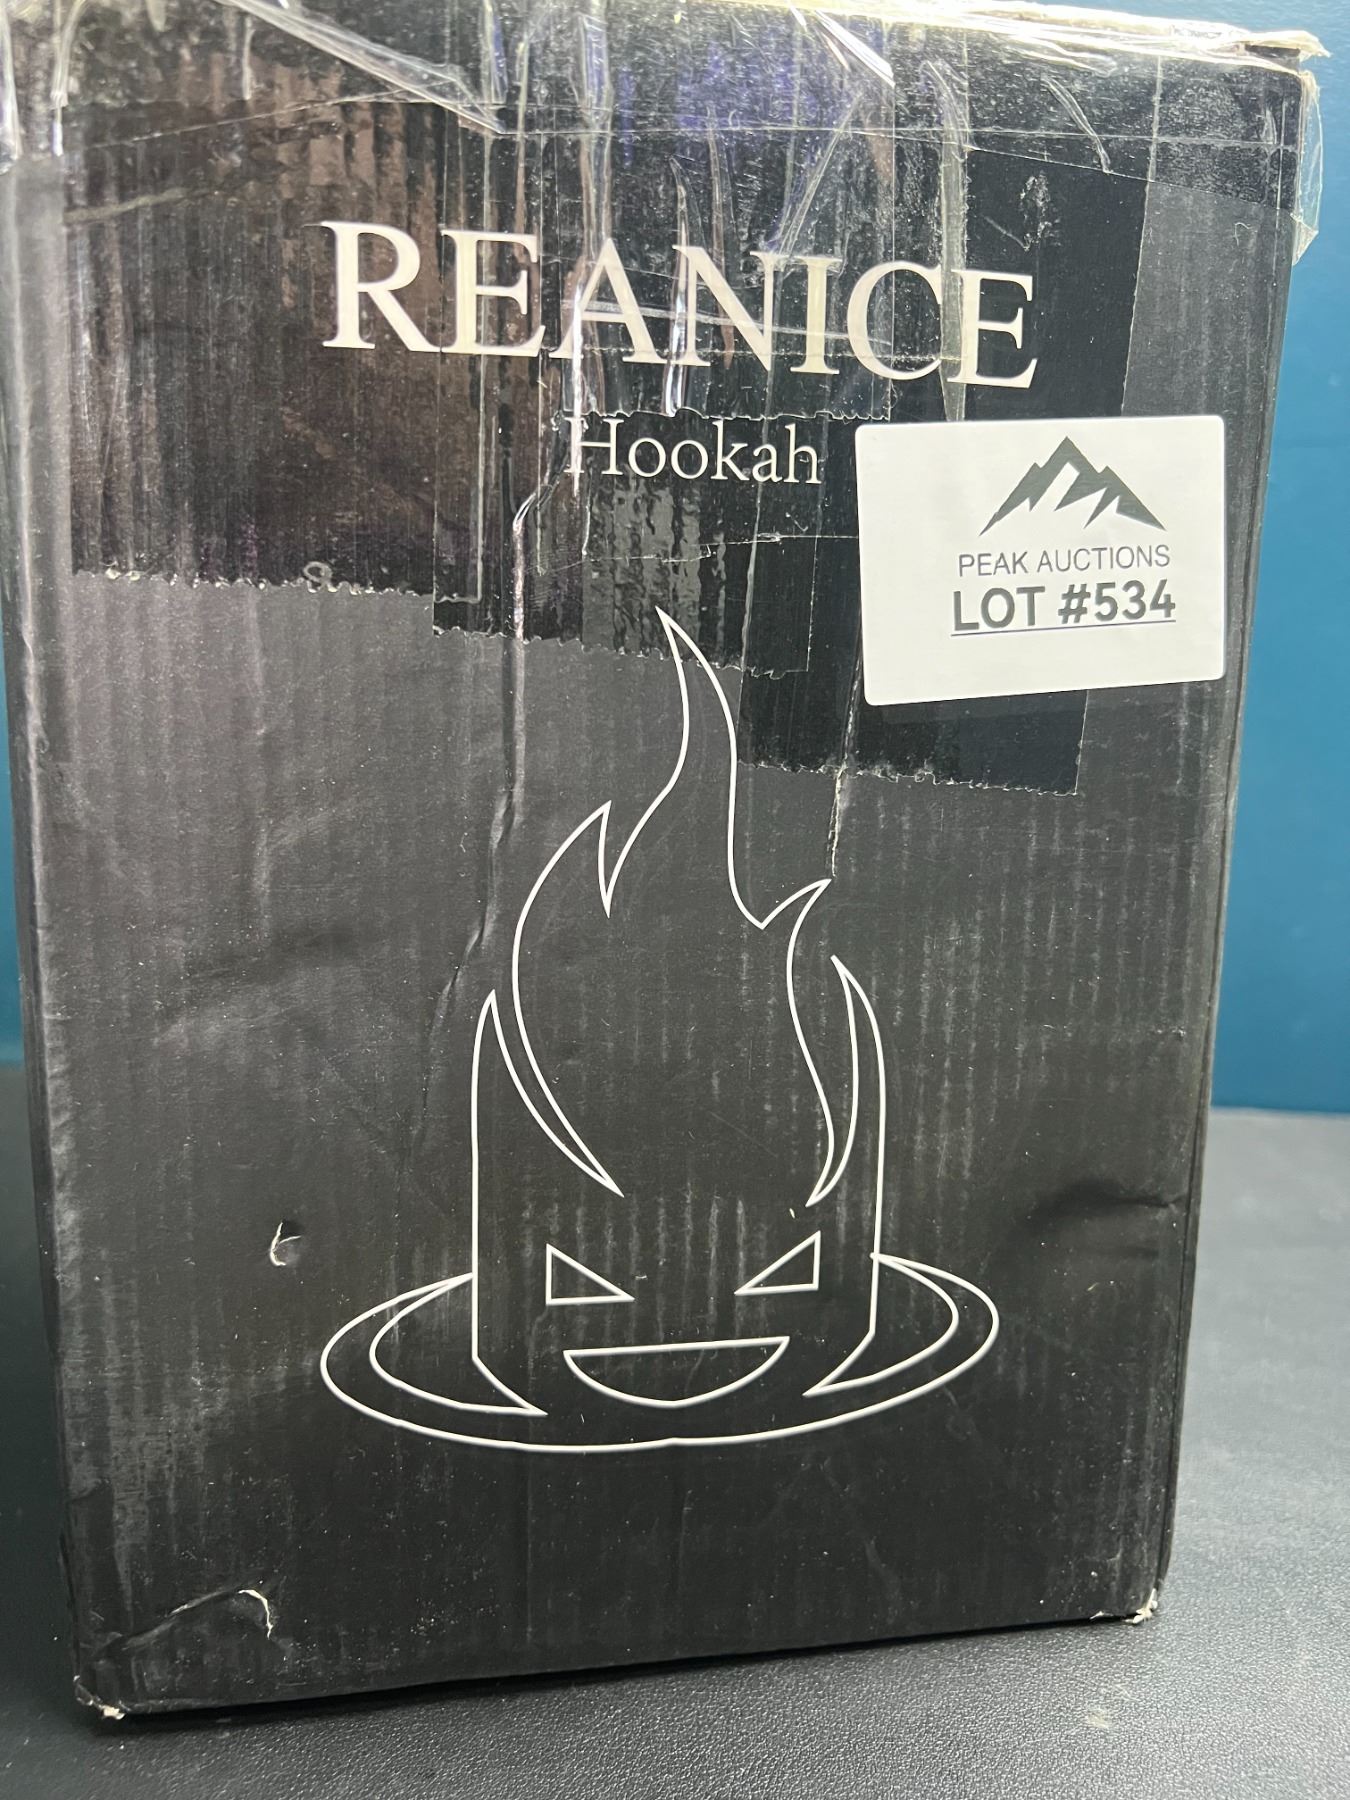 REANICE
Hookah
PEAK AUCTIONS
LOT #534